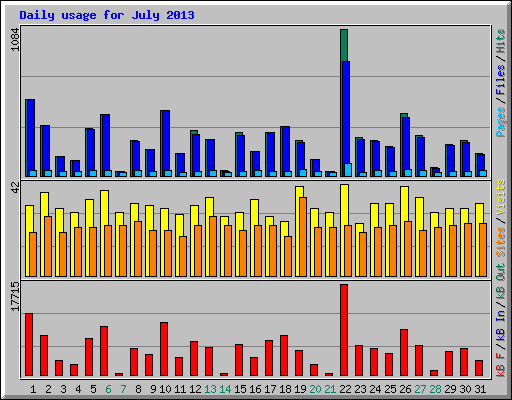 Daily usage for July 2013
1084
42
17715
Pages / Files / Hits
Sites / Visits
kB F / kB In / kB Out
1 2 3 4 5 6 7 8 9 10 11 12 13 14 15 16 17 18 19 20 21 22 23 24 25 26 27 28 29 30 31